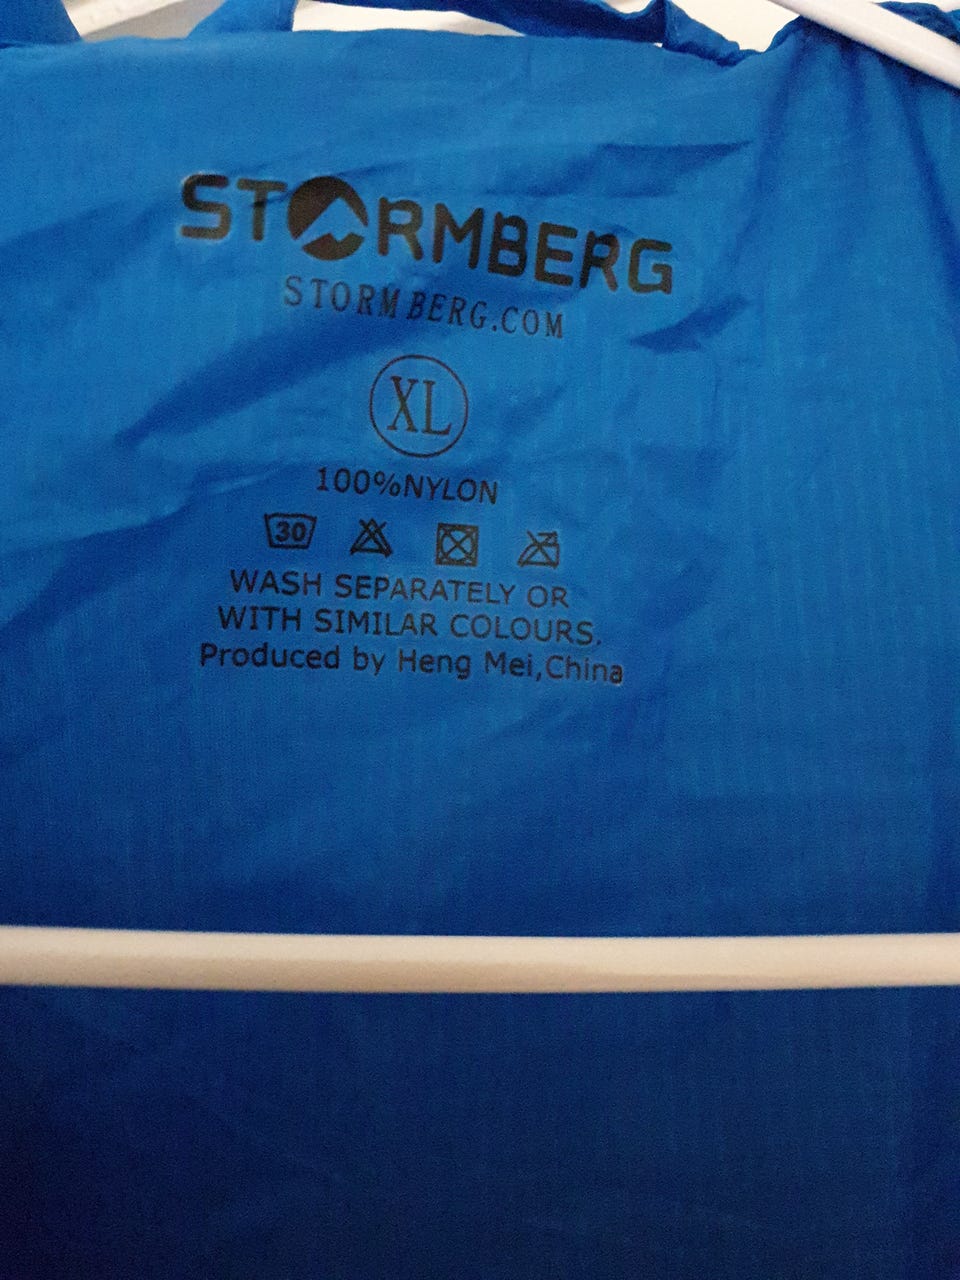 STORMBERG
STORMBERG.COM
XL
100%NYLON
30
WASH SEPARATELY OR
WITH SIMILAR COLOURS.
Produced by Heng Mei,China